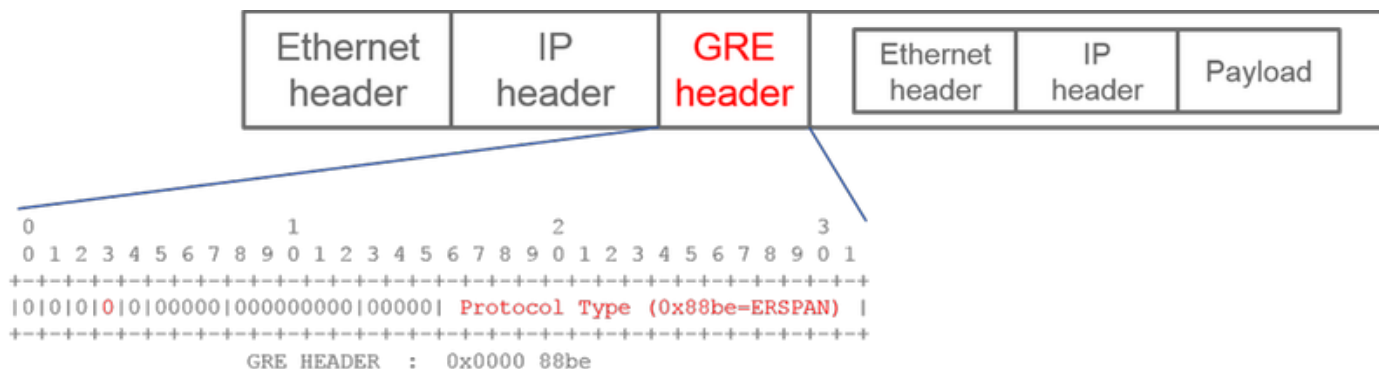 Ethernet header
IP header
GRE header
Ethernet header
IP header
Payload
0 1 2 3
0 1 2 3 4 5 6 7 8 9 0 1 2 3 4 5 6 7 8 9 0 1 2 3 4 5 6 7 8 9 0 1
+-+-+-+-+-+-+-+-+-+-+-+-+-+-+-+-+-+-+-+-+-+-+-+-+-+-+-+-+-+-+-+-+
|0|0|0|0|0|00000|000000000|00000| Protocol Type (0x88be=ERSPAN) |
+-+-+-+-+-+-+-+-+-+-+-+-+-+-+-+-+-+-+-+-+-+-+-+-+-+-+-+-+-+-+-+-+
GRE HEADER : 0x0000 88be